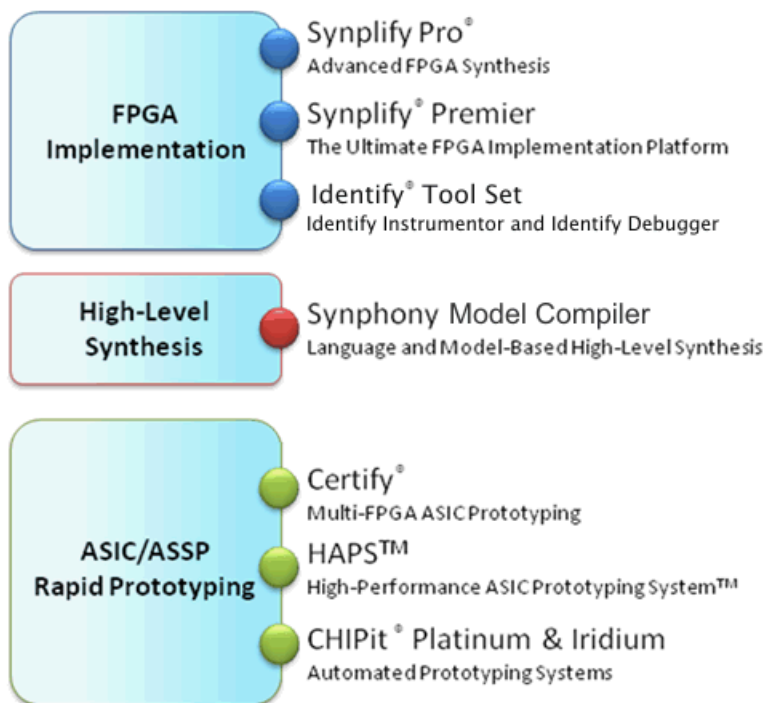 FPGA
Implementation
Synplify Pro®
Advanced FPGA Synthesis
Synplify® Premier
The Ultimate FPGA Implementation Platform
Identify® Tool Set
Identify Instrumentor and Identify Debugger
High-Level
Synthesis
Synphony Model Compiler
Language and Model-Based High-Level Synthesis
ASIC/ASSP
Rapid Prototyping
Certify®
Multi-FPGA ASIC Prototyping
HAPS™
High-Performance ASIC Prototyping System™
CHIPit® Platinum & Iridium
Automated Prototyping Systems